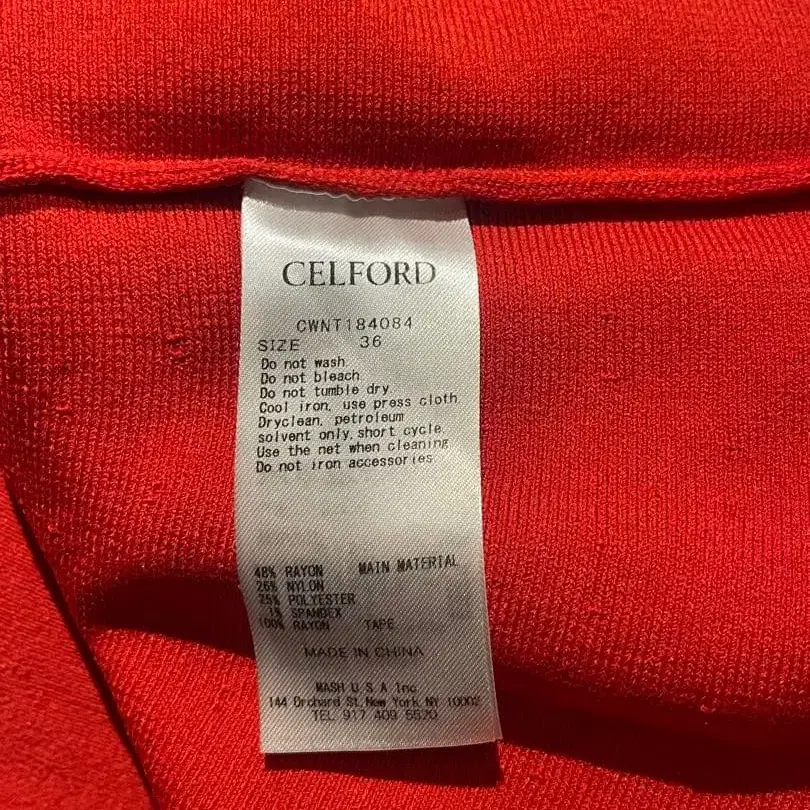 CELFORD
CWNT184084
SIZE 36
Do not wash.
Do not bleach.
Do not tumble dry.
Cool iron, use press cloth.
Dryclean, petroleum
solvent only, short cycle.
Use the net when cleaning
Do not iron accessories.
48% RAYON MAIN MATERIAL
26% NYLON
25% POLYESTER
1% SPANDEX
100% RAYON TAPE
MADE IN CHINA
MASH U S A Inc
144 Orchard St, New York, NY 10002
TEL 917 409 5520